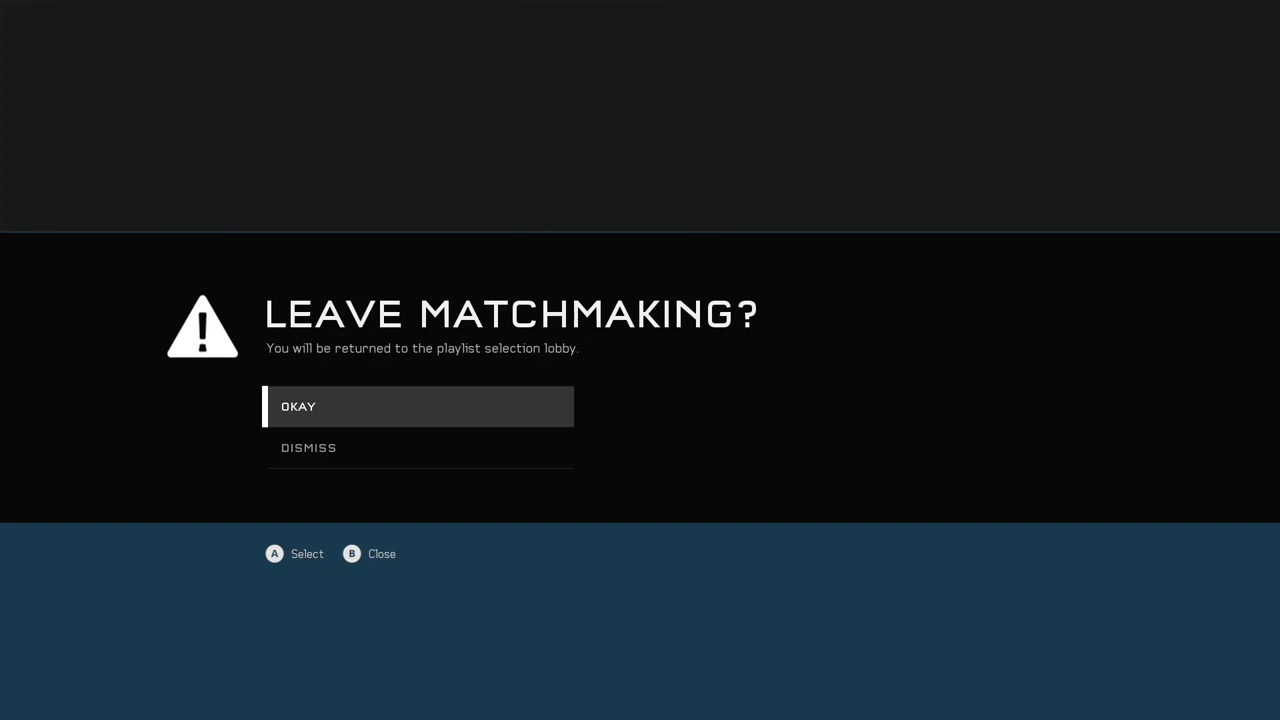 LEAVE MATCHMAKING?
You will be returned to the playlist selection lobby.
OKAY
DISMISS
A Select B Close